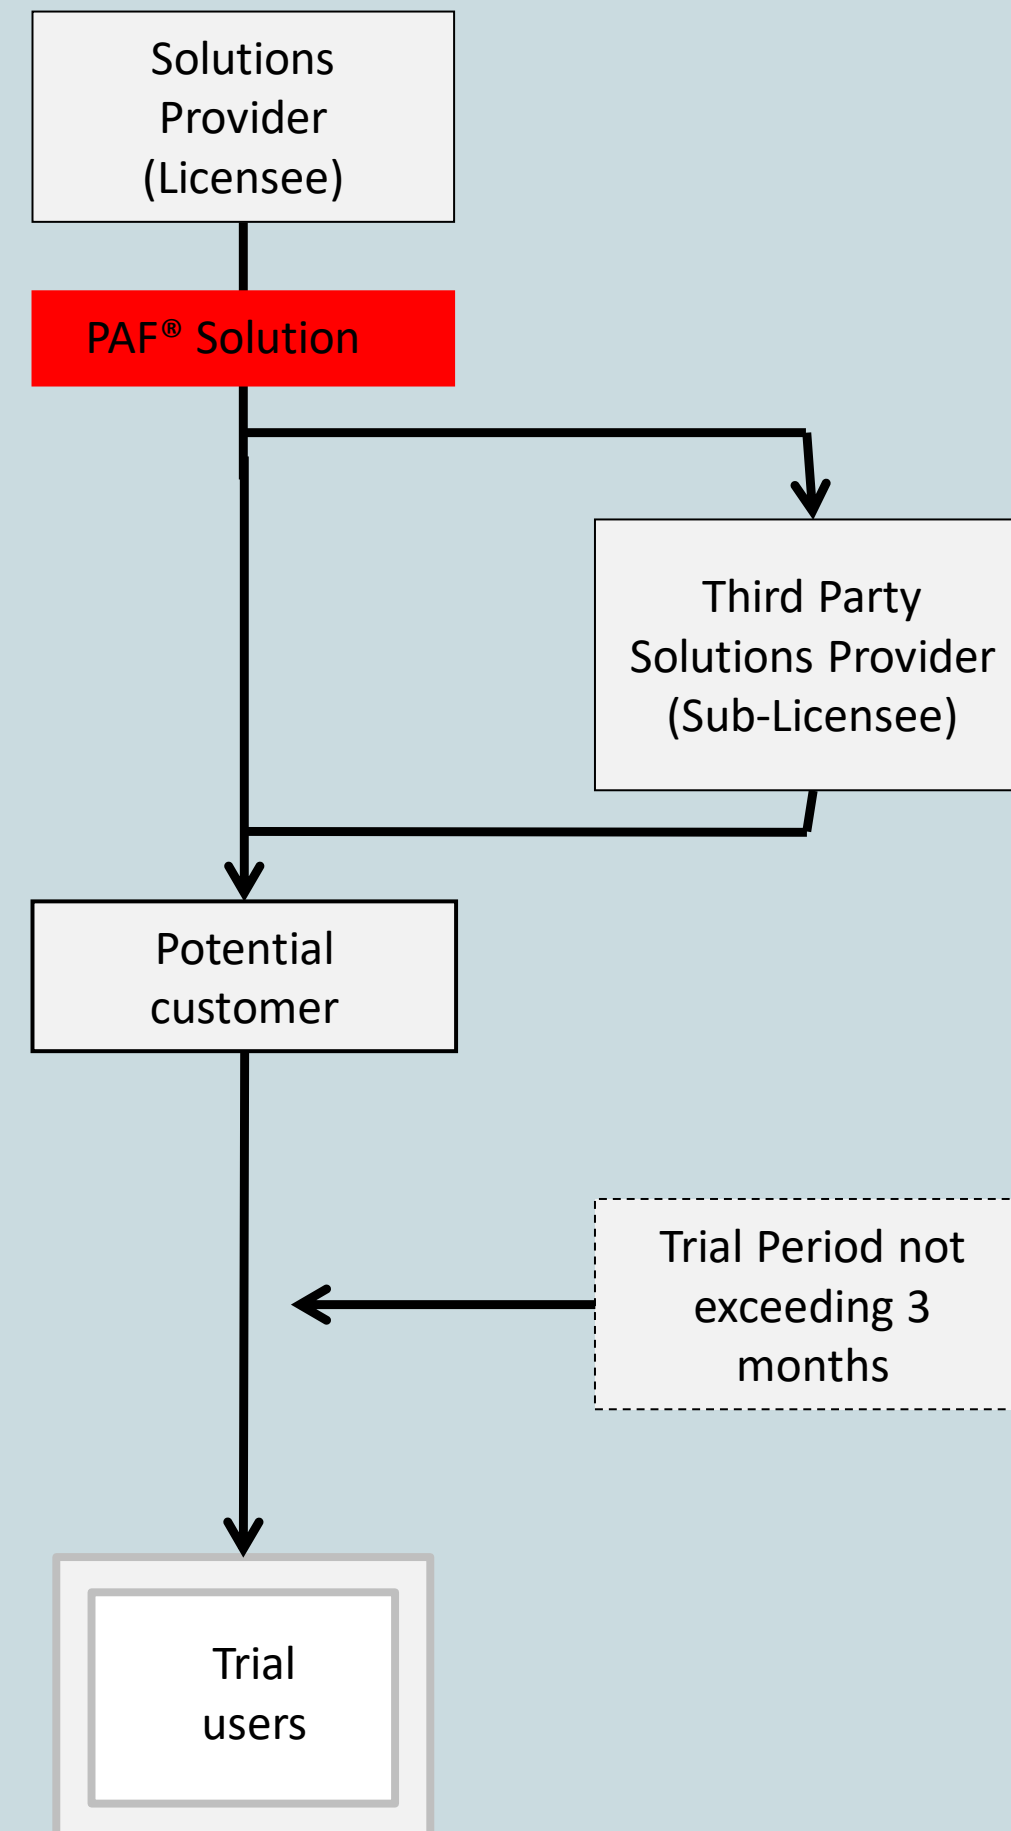 Solutions
Provider
(Licensee)
PAF® Solution
Third Party
Solutions Provider
(Sub-Licensee)
Potential
customer
Trial Period not
exceeding 3
months
Trial
users